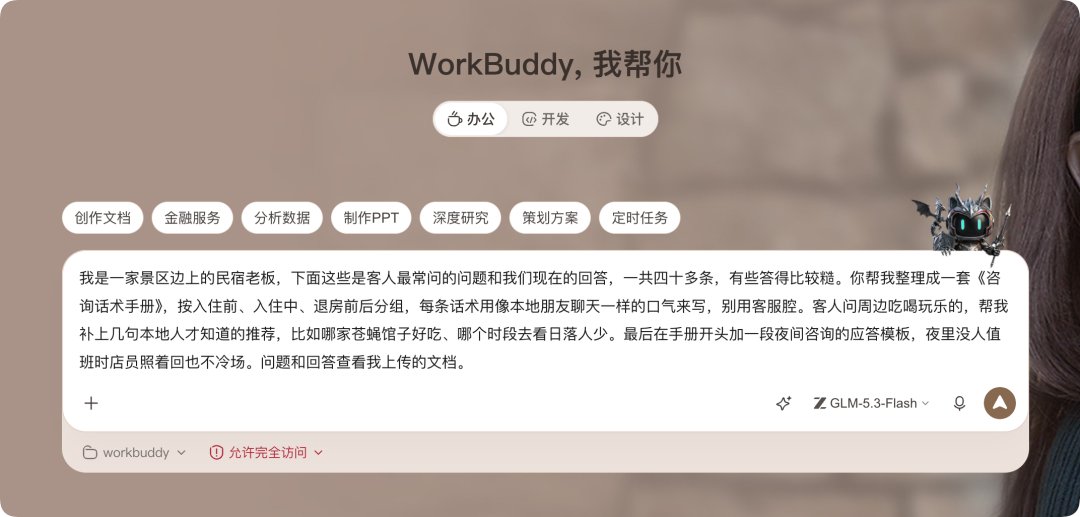 WorkBuddy, 我帮你
办公 开发 设计
创作文档 金融服务 分析数据 制作PPT 深度研究 策划方案 定时任务
我是一家景区边上的民宿老板，下面这些是客人最常问的问题和我们现在的回答，一共四十多条，有些答得比较糙。你帮我整理成一套《咨
询话术手册》，按入住前、入住中、退房前后分组，每条话术用像本地朋友聊天一样的口气来写，别用客服腔。客人问周边吃喝玩乐的，帮我
补上几句本地人才知道的推荐，比如哪家苍蝇馆子好吃、哪个时段去看日落人少。最后在手册开头加一段夜间咨询的应答模板，夜里没人值
班时店员照着回也不冷场。问题和回答查看我上传的文档。
GLM-5.3-Flash
workbuddy 允许完全访问